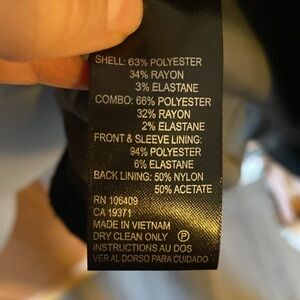 SHELL: 63% POLYESTER
34% RAYON
3% ELASTANE
COMBO: 66% POLYESTER
32% RAYON
2% ELASTANE
FRONT & SLEEVE LINING:
94% POLYESTER
6% ELASTANE
BACK LINING: 50% NYLON
50% ACETATE
RN 106409
CA 19371
MADE IN VIETNAM
DRY CLEAN ONLY Ⓟ
INSTRUCTIONS AU DOS
VER AL DORSO PARA CUIDADO